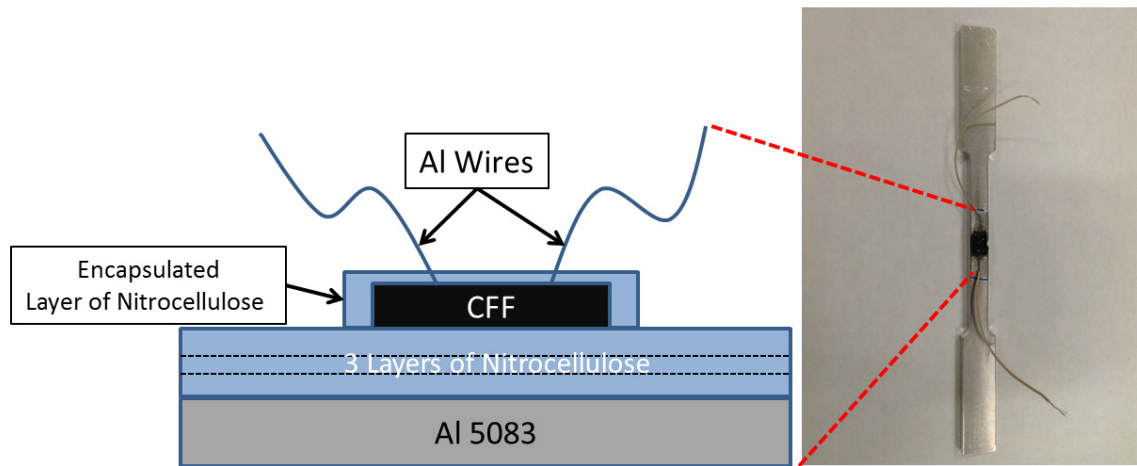 Al Wires
Encapsulated
Layer of Nitrocellulose
CFF
3 Layers of Nitrocellulose
Al 5083